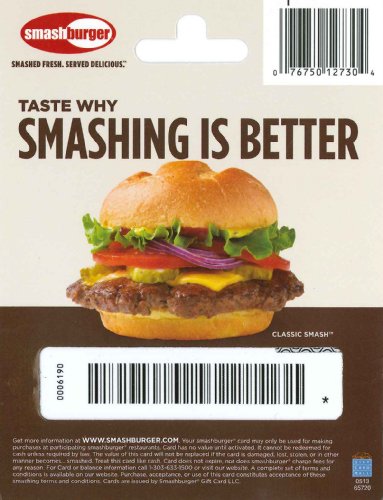 smashburger
SMASHED FRESH. SERVED DELICIOUS.™
0 76750 12730 4
TASTE WHY
SMASHING IS BETTER
CLASSIC SMASH™
0006190
*
Get more information at WWW.SMASHBURGER.COM. Your smashburger® card may only be used for making
purchases at participating smashburger® restaurants. Card has no value until activated. It cannot be redeemed for
cash unless required by law. The value of this card will not be replaced if the card is damaged, lost, stolen, or in other
manner becomes... smashed. Treat this card like cash. Card does not expire, nor does smashburger® charge fees for
any reason. For Card or balance information call 1-303-633-1500 or visit our website. A complete set of terms and
conditions is available on our website. Purchase, acceptance, or use of this card constitutes acceptance of these
smashing terms and conditions. Cards are issued by Smashburger® Gift Card LLC.
0513
65720